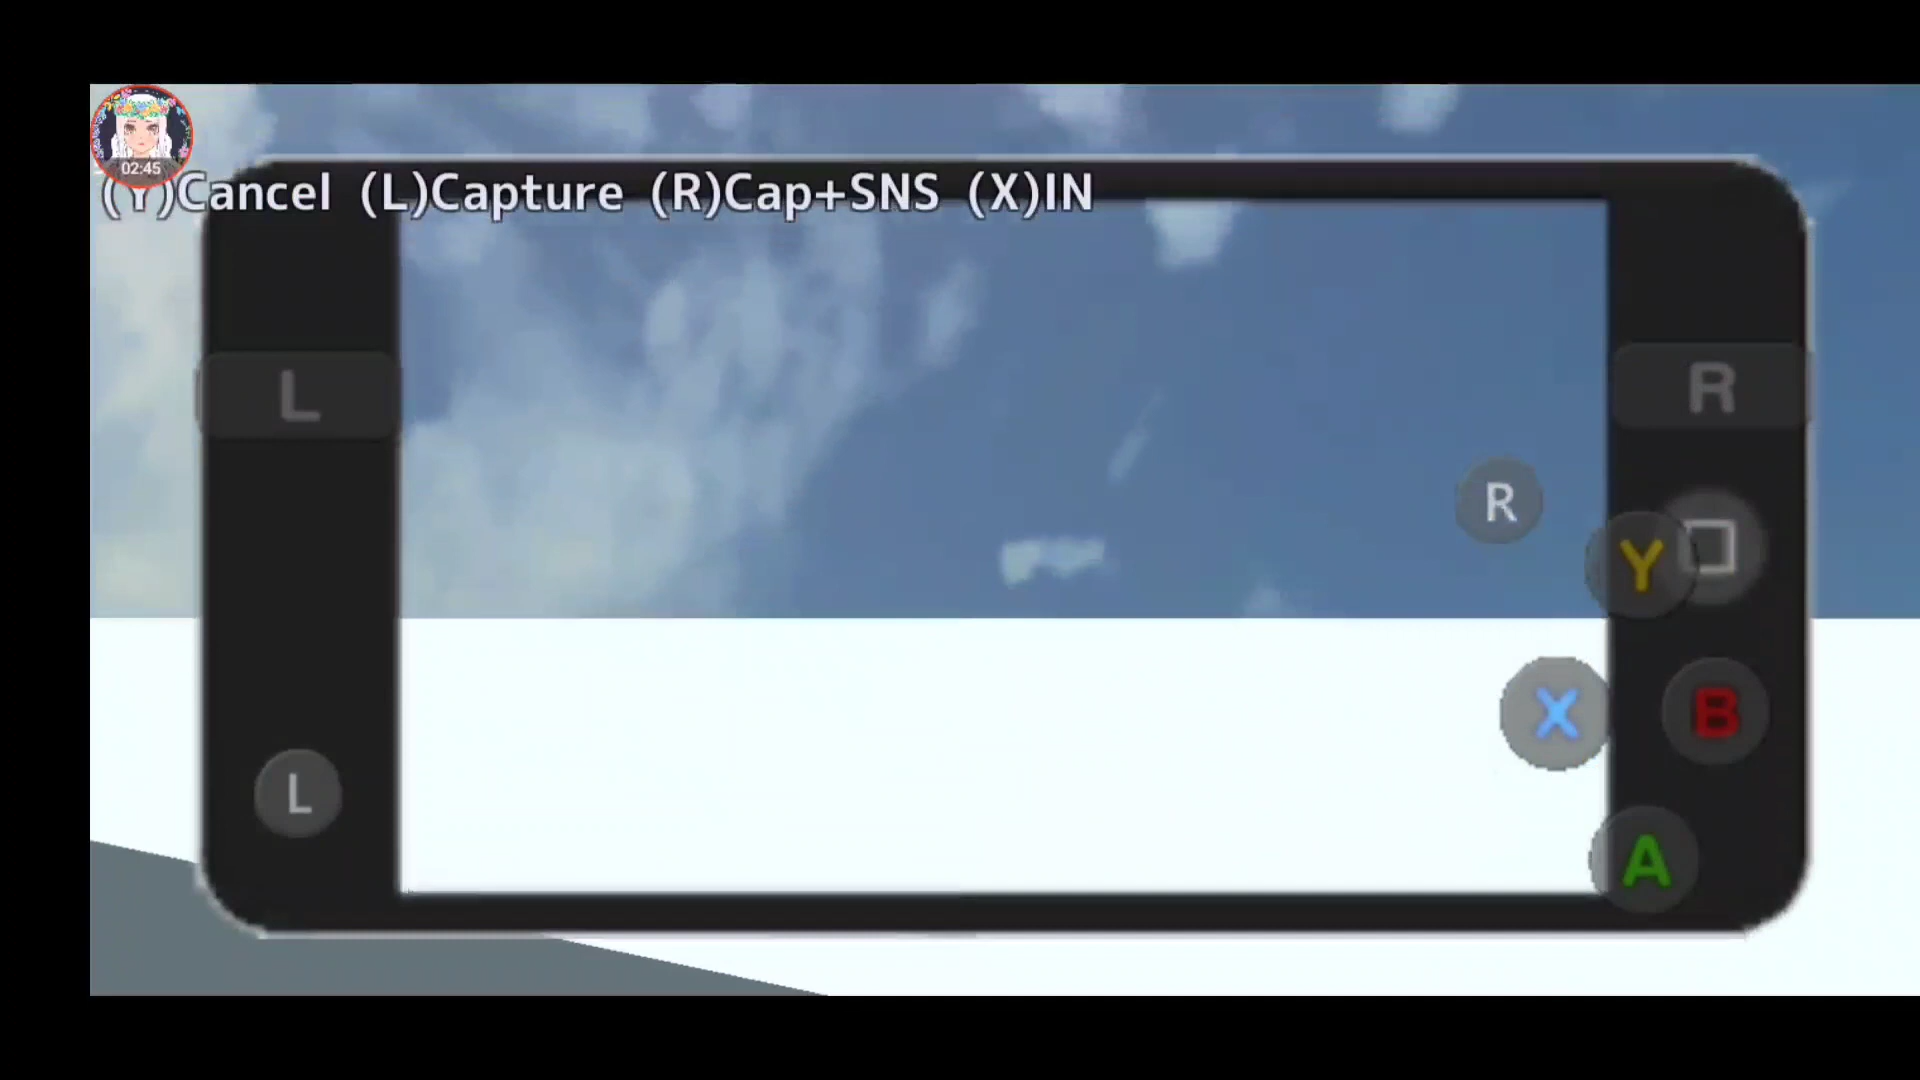 02:45
(Y)Cancel (L)Capture (R)Cap+SNS (X)IN
L
R
R
Y
X
B
L
A